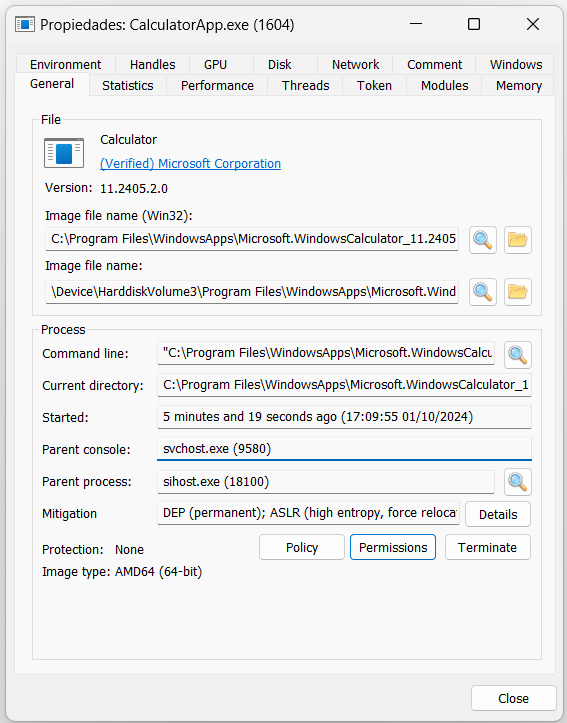 Propiedades: CalculatorApp.exe (1604)
Environment Handles GPU Disk Network Comment Windows
General Statistics Performance Threads Token Modules Memory
File
Calculator
(Verified) Microsoft Corporation
Version: 11.2405.2.0
Image file name (Win32):
C:\Program Files\WindowsApps\Microsoft.WindowsCalculator_11.2405
Image file name:
\Device\HarddiskVolume3\Program Files\WindowsApps\Microsoft.Wind
Process
Command line: "C:\Program Files\WindowsApps\Microsoft.WindowsCalcu
Current directory: C:\Program Files\WindowsApps\Microsoft.WindowsCalculator_1
Started: 5 minutes and 19 seconds ago (17:09:55 01/10/2024)
Parent console: svchost.exe (9580)
Parent process: sihost.exe (18100)
Mitigation DEP (permanent); ASLR (high entropy, force reloca Details
Protection: None Policy Permissions Terminate
Image type: AMD64 (64-bit)
Close